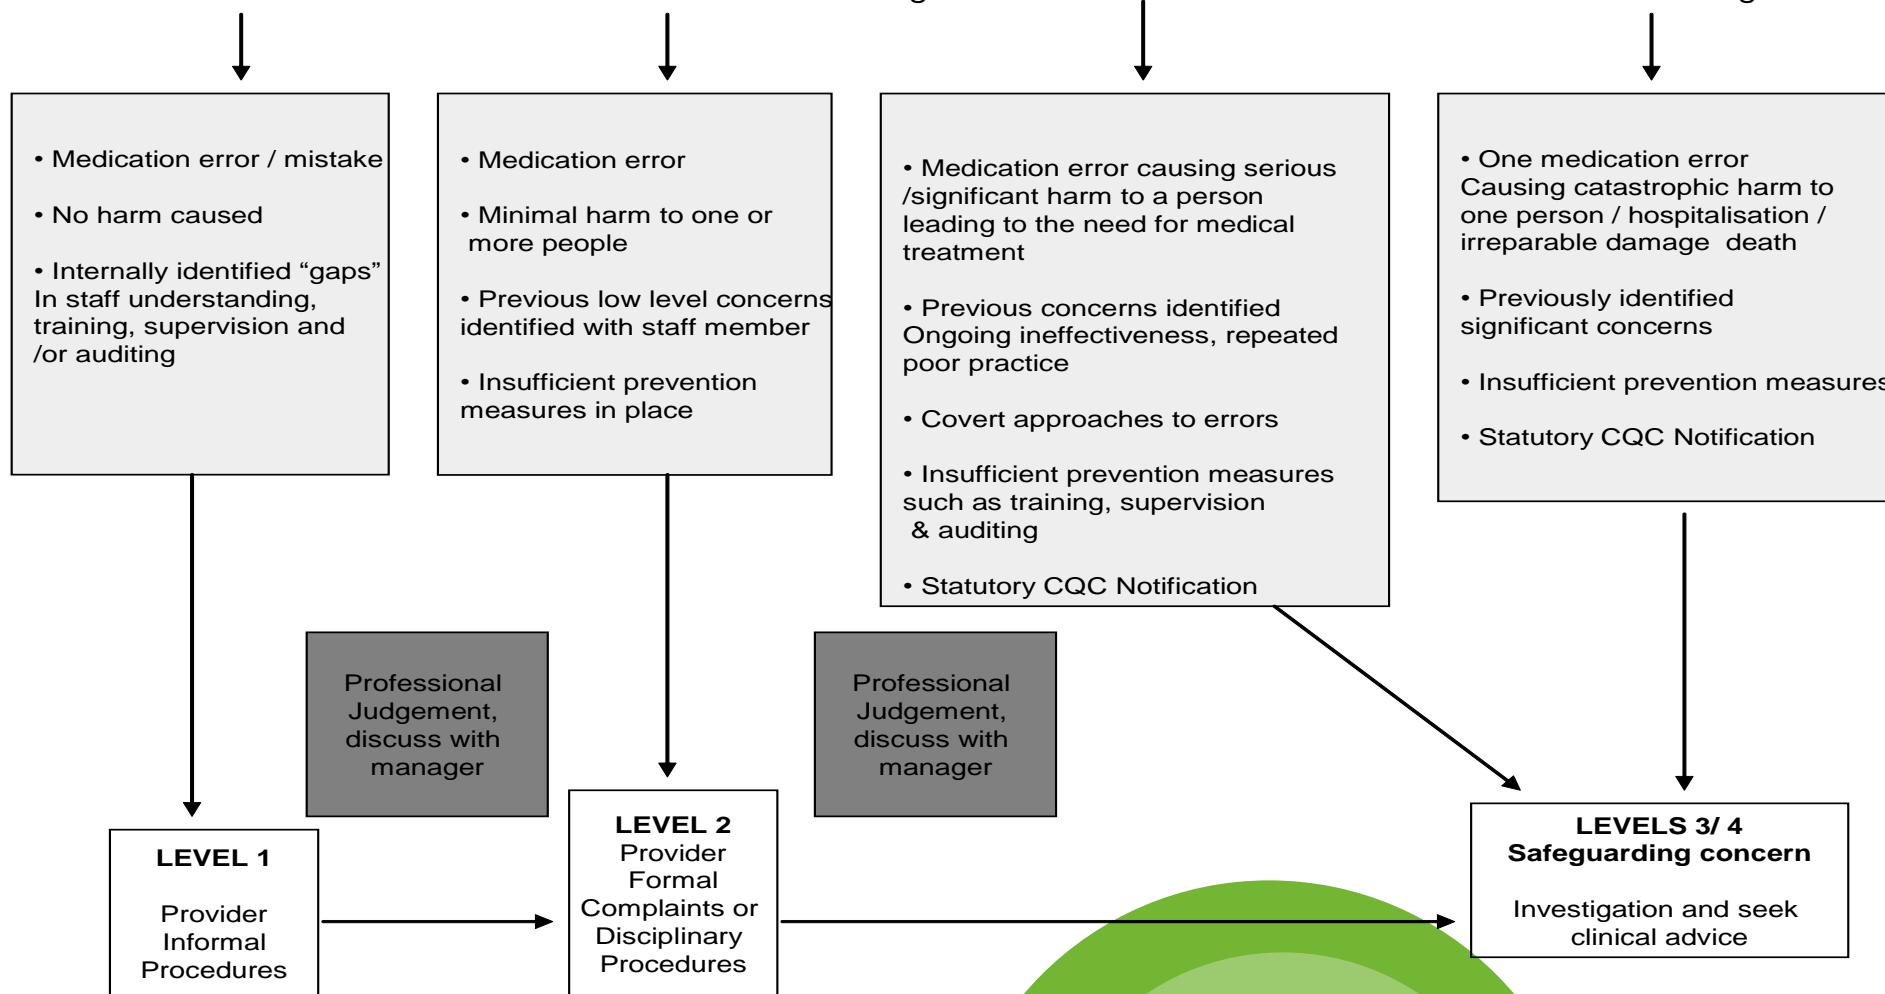 • Medication error / mistake
• No harm caused
• Internally identified “gaps”
In staff understanding,
training, supervision and
/or auditing
• Medication error
• Minimal harm to one or
more people
• Previous low level concerns
identified with staff member
• Insufficient prevention
measures in place
• Medication error causing serious
/significant harm to a person
leading to the need for medical
treatment
• Previous concerns identified
Ongoing ineffectiveness, repeated
poor practice
• Covert approaches to errors
• Insufficient prevention measures
such as training, supervision
& auditing
• Statutory CQC Notification
• One medication error
Causing catastrophic harm to
one person / hospitalisation /
irreparable damage death
• Previously identified
significant concerns
• Insufficient prevention measures
• Statutory CQC Notification
Professional
Judgement,
discuss with
manager
Professional
Judgement,
discuss with
manager
LEVEL 1
Provider
Informal
Procedures
LEVEL 2
Provider
Formal
Complaints or
Disciplinary
Procedures
LEVELS 3/ 4
Safeguarding concern
Investigation and seek
clinical advice